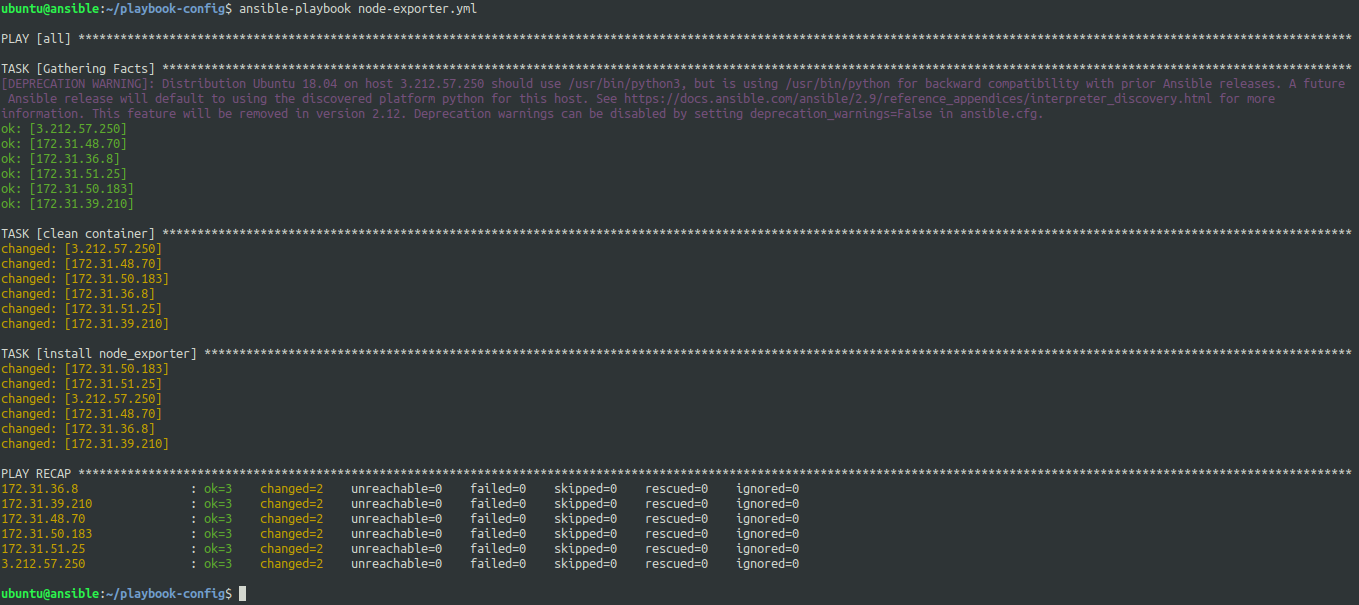 ubuntu@ansible:~/playbook-config$ ansible-playbook node-exporter.yml
PLAY [all] **********************************************************************************************************************************************************************************
TASK [Gathering Facts] **********************************************************************************************************************************************************************
[DEPRECATION WARNING]: Distribution Ubuntu 18.04 on host 3.212.57.250 should use /usr/bin/python3, but is using /usr/bin/python for backward compatibility with prior Ansible releases. A future
Ansible release will default to using the discovered platform python for this host. See https://docs.ansible.com/ansible/2.9/reference_appendices/interpreter_discovery.html for more
information. This feature will be removed in version 2.12. Deprecation warnings can be disabled by setting deprecation_warnings=False in ansible.cfg.
ok: [3.212.57.250]
ok: [172.31.48.70]
ok: [172.31.36.8]
ok: [172.31.51.25]
ok: [172.31.50.183]
ok: [172.31.39.210]
TASK [clean container] **********************************************************************************************************************************************************************
changed: [3.212.57.250]
changed: [172.31.48.70]
changed: [172.31.50.183]
changed: [172.31.36.8]
changed: [172.31.51.25]
changed: [172.31.39.210]
TASK [install node_exporter] ****************************************************************************************************************************************************************
changed: [172.31.50.183]
changed: [172.31.51.25]
changed: [3.212.57.250]
changed: [172.31.48.70]
changed: [172.31.36.8]
changed: [172.31.39.210]
PLAY RECAP **********************************************************************************************************************************************************************************
172.31.36.8                : ok=3    changed=2    unreachable=0    failed=0    skipped=0    rescued=0    ignored=0
172.31.39.210              : ok=3    changed=2    unreachable=0    failed=0    skipped=0    rescued=0    ignored=0
172.31.48.70               : ok=3    changed=2    unreachable=0    failed=0    skipped=0    rescued=0    ignored=0
172.31.50.183              : ok=3    changed=2    unreachable=0    failed=0    skipped=0    rescued=0    ignored=0
172.31.51.25               : ok=3    changed=2    unreachable=0    failed=0    skipped=0    rescued=0    ignored=0
3.212.57.250               : ok=3    changed=2    unreachable=0    failed=0    skipped=0    rescued=0    ignored=0
ubuntu@ansible:~/playbook-config$